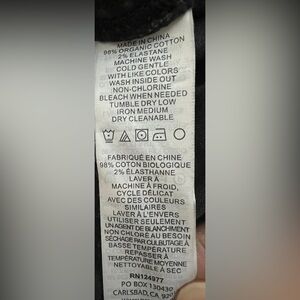 MADE IN CHINA
98% ORGANIC COTTON
2% ELASTANE
MACHINE WASH
COLD GENTLE
WITH LIKE COLORS
WASH INSIDE OUT
NON-CHLORINE
BLEACH WHEN NEEDED
TUMBLE DRY LOW
IRON MEDIUM
DRY CLEANABLE
FABRIQUÉ EN CHINE
98% COTON BIOLOGIQUE
2% ÉLASTHANNE
LAVER À
MACHINE À FROID,
CYCLE DÉLICAT
AVEC DES COULEURS
SIMILAIRES
LAVER À L'ENVERS
UTILISER SEULEMENT
UN AGENT DE BLANCHIMENT
NON CHLORÉ AU BESOIN
SÉCHAGE PAR CULBUTAGE À
BASSE TEMPÉRATURE
REPASSER À
TEMPÉRATURE MOYENNE
NETTOYABLE À SEC
RN124977
PO BOX 130439
CARLSBAD, CA